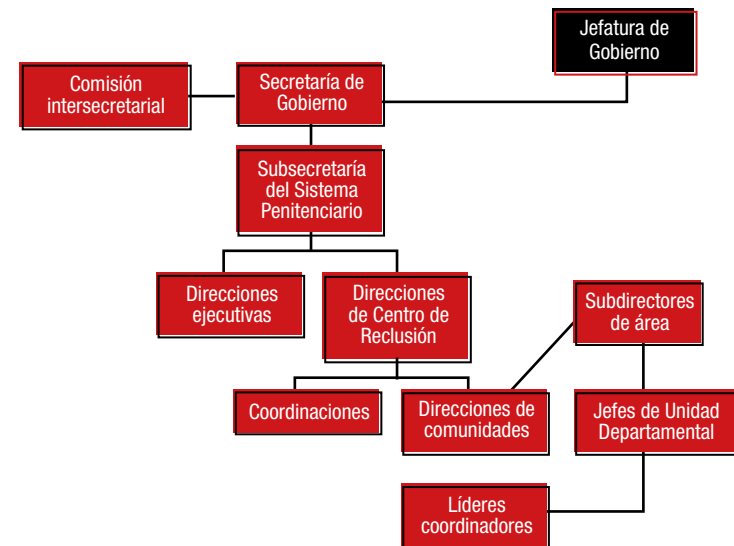 Jefatura de
Gobierno
Comisión
intersecretarial
Secretaría de
Gobierno
Subsecretaría
del Sistema
Penitenciario
Direcciones
ejecutivas
Direcciones
de Centro de
Reclusión
Subdirectores
de área
Coordinaciones
Direcciones de
comunidades
Jefes de Unidad
Departamental
Líderes
coordinadores